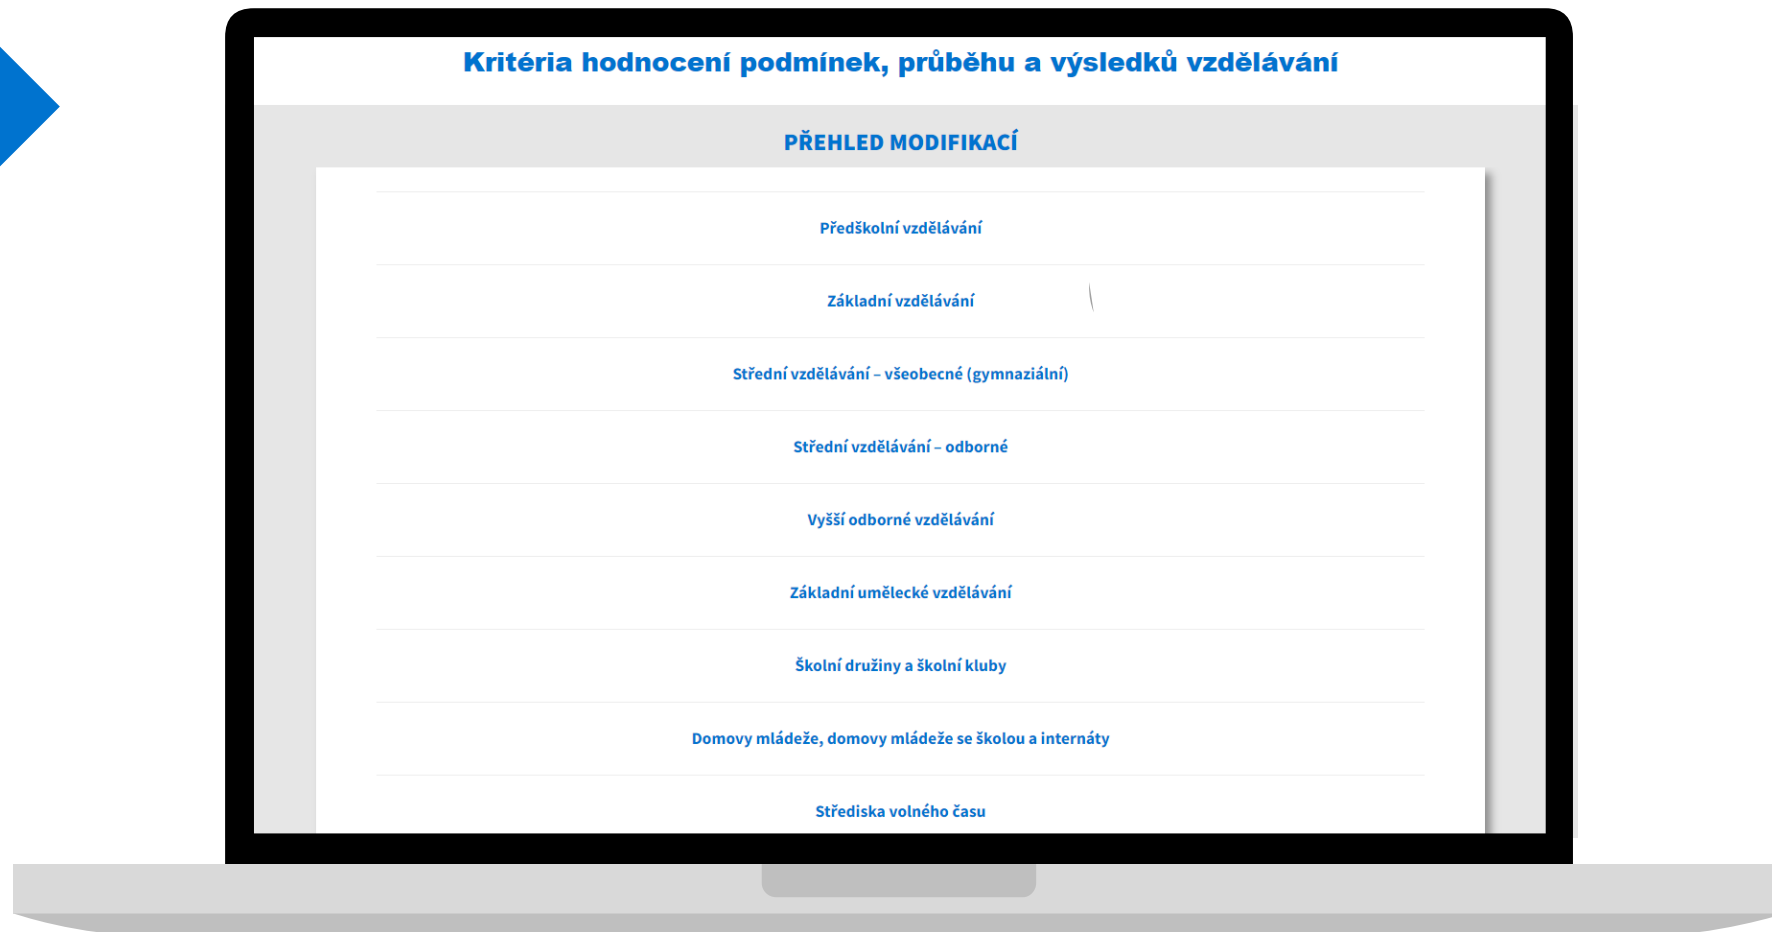 Kritéria hodnocení podmínek, průběhu a výsledků vzdělávání
PŘEHLED MODIFIKACÍ
Předškolní vzdělávání
Základní vzdělávání
Střední vzdělávání – všeobecné (gymnaziální)
Střední vzdělávání – odborné
Vyšší odborné vzdělávání
Základní umělecké vzdělávání
Školní družiny a školní kluby
Domovy mládeže, domovy mládeže se školou a internáty
Střediska volného času